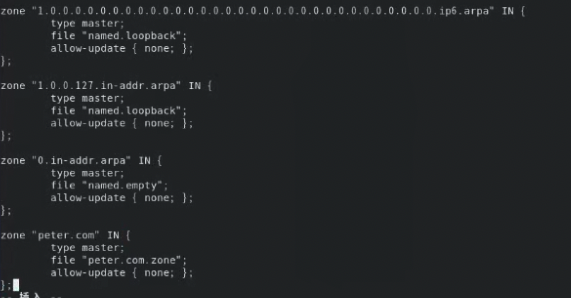 zone "1.0.0.0.0.0.0.0.0.0.0.0.0.0.0.0.0.0.0.0.0.0.0.0.0.0.0.0.0.0.0.0.ip6.arpa" IN {
type master;
file "named.loopback";
allow-update { none; };
};
zone "1.0.0.127.in-addr.arpa" IN {
type master;
file "named.loopback";
allow-update { none; };
};
zone "0.in-addr.arpa" IN {
type master;
file "named.empty";
allow-update { none; };
};
zone "peter.com" IN {
type master;
file "peter.com.zone";
allow-update { none; };
};
-- 插入 --